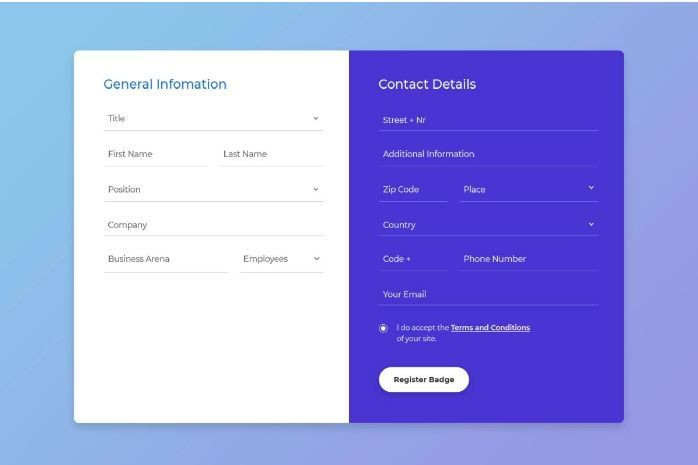 General Infomation
Title
First Name Last Name
Position
Company
Business Arena Employees
Contact Details
Street + Nr
Additional Information
Zip Code Place
Country
Code + Phone Number
Your Email
I do accept the Terms and Conditions
of your site.
Register Badge